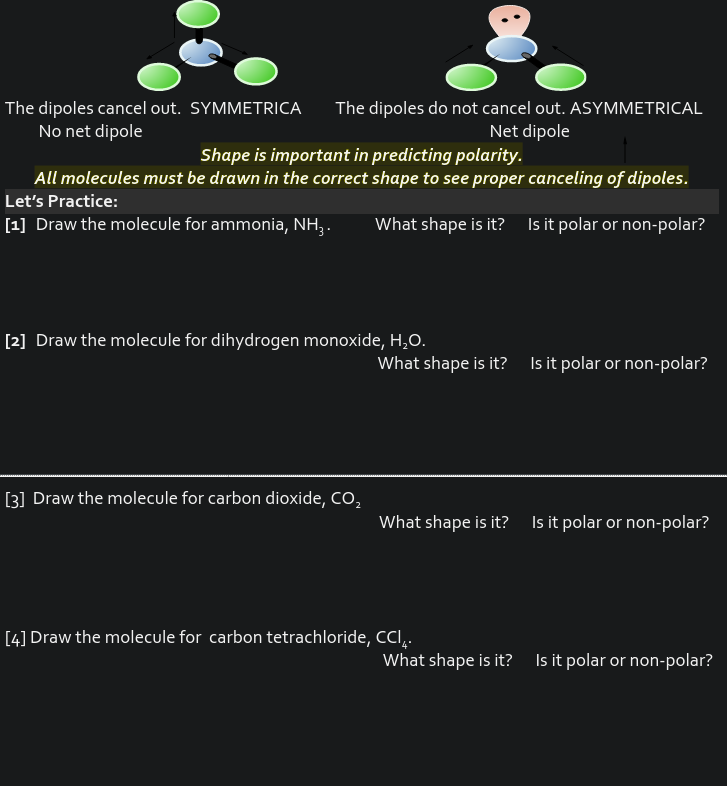 The dipoles cancel out. SYMMETRICA The dipoles do not cancel out. ASYMMETRICAL
No net dipole Net dipole
Shape is important in predicting polarity.
All molecules must be drawn in the correct shape to see proper canceling of dipoles.
Let's Practice:
[1] Draw the molecule for ammonia, NH₃. What shape is it? Is it polar or non-polar?
[2] Draw the molecule for dihydrogen monoxide, H₂O.
What shape is it? Is it polar or non-polar?
[3] Draw the molecule for carbon dioxide, CO₂
What shape is it? Is it polar or non-polar?
[4] Draw the molecule for carbon tetrachloride, CCl₄.
What shape is it? Is it polar or non-polar?